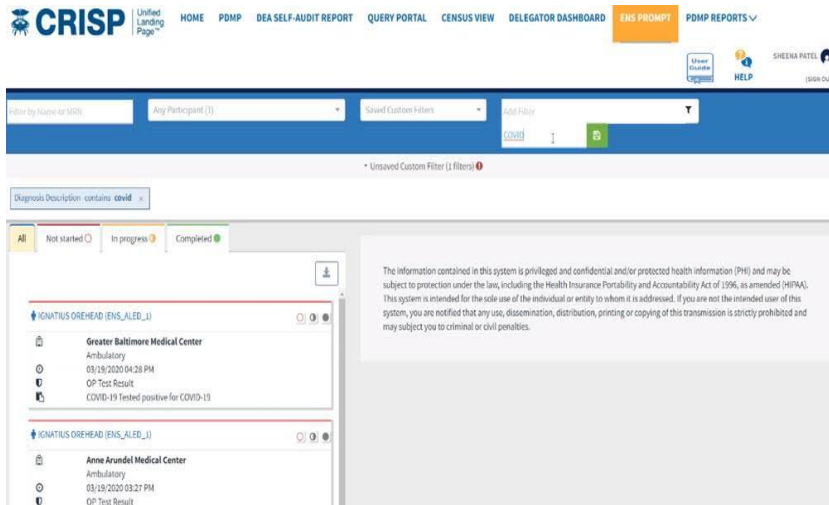 CRISP Unified Landing Page™
HOME PDMP DEA SELF-AUDIT REPORT QUERY PORTAL CENSUS VIEW DELEGATOR DASHBOARD ENS PROMPT PDMP REPORTS
User Guide
HELP
SHEENA PATEL
(SIGN OU
Filter by Name or MRN
Any Participant (1)
Saved Custom Filters
Add Filter
covid
* Unsaved Custom Filter (1 filters)
Diagnosis Description contains covid x
All Not started In progress Completed
The information contained in this system is privileged and confidential and/or protected health information (PHI) and may be
subject to protection under the law, including the Health Insurance Portability and Accountability Act of 1996, as amended (HIPAA).
This system is intended for the sole use of the individual or entity to whom it is addressed. If you are not the intended user of this
system, you are notified that any use, dissemination, distribution, printing or copying of this transmission is strictly prohibited and
may subject you to criminal or civil penalties.
IGNATIUS OREHEAD (ENS_ALED_1)
Greater Baltimore Medical Center
Ambulatory
03/19/2020 04:28 PM
OP Test Result
COVID-19 Tested positive for COVID-19
IGNATIUS OREHEAD (ENS_ALED_1)
Anne Arundel Medical Center
Ambulatory
03/19/2020 03:27 PM
OP Test Result